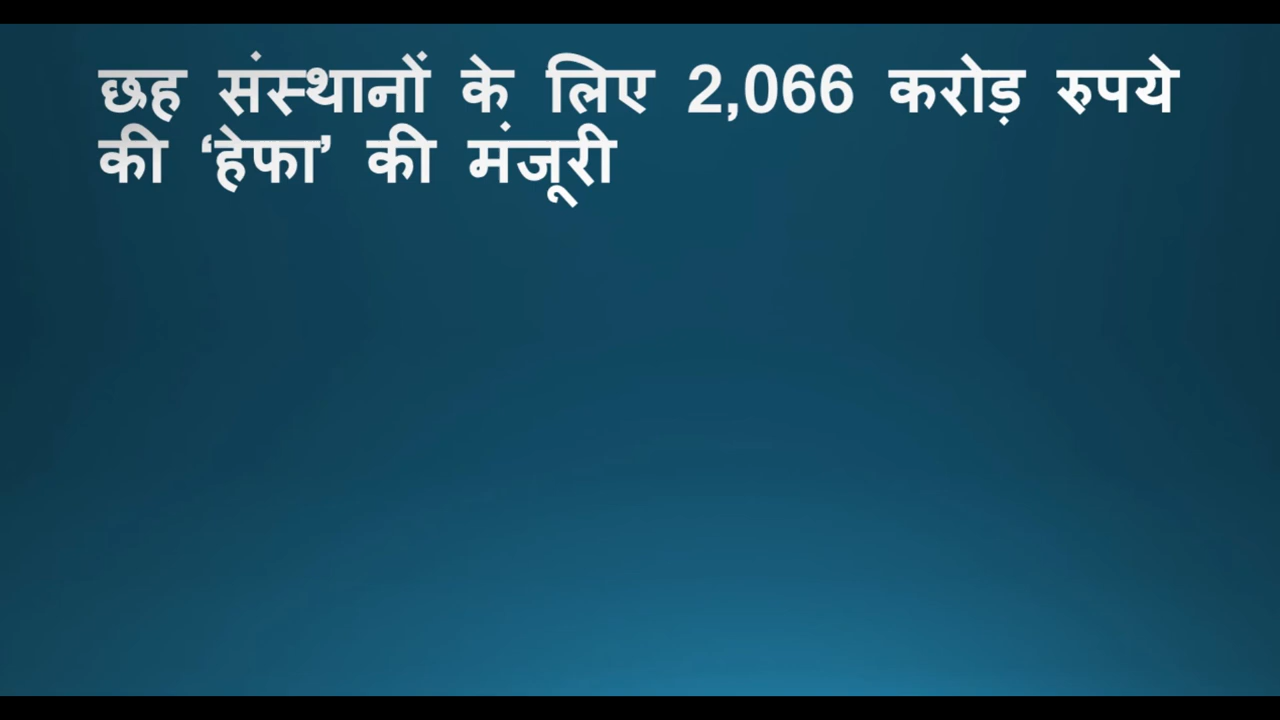 छह संस्थानों के लिए 2,066 करोड़ रुपये
की ‘हेफा’ की मंजूरी